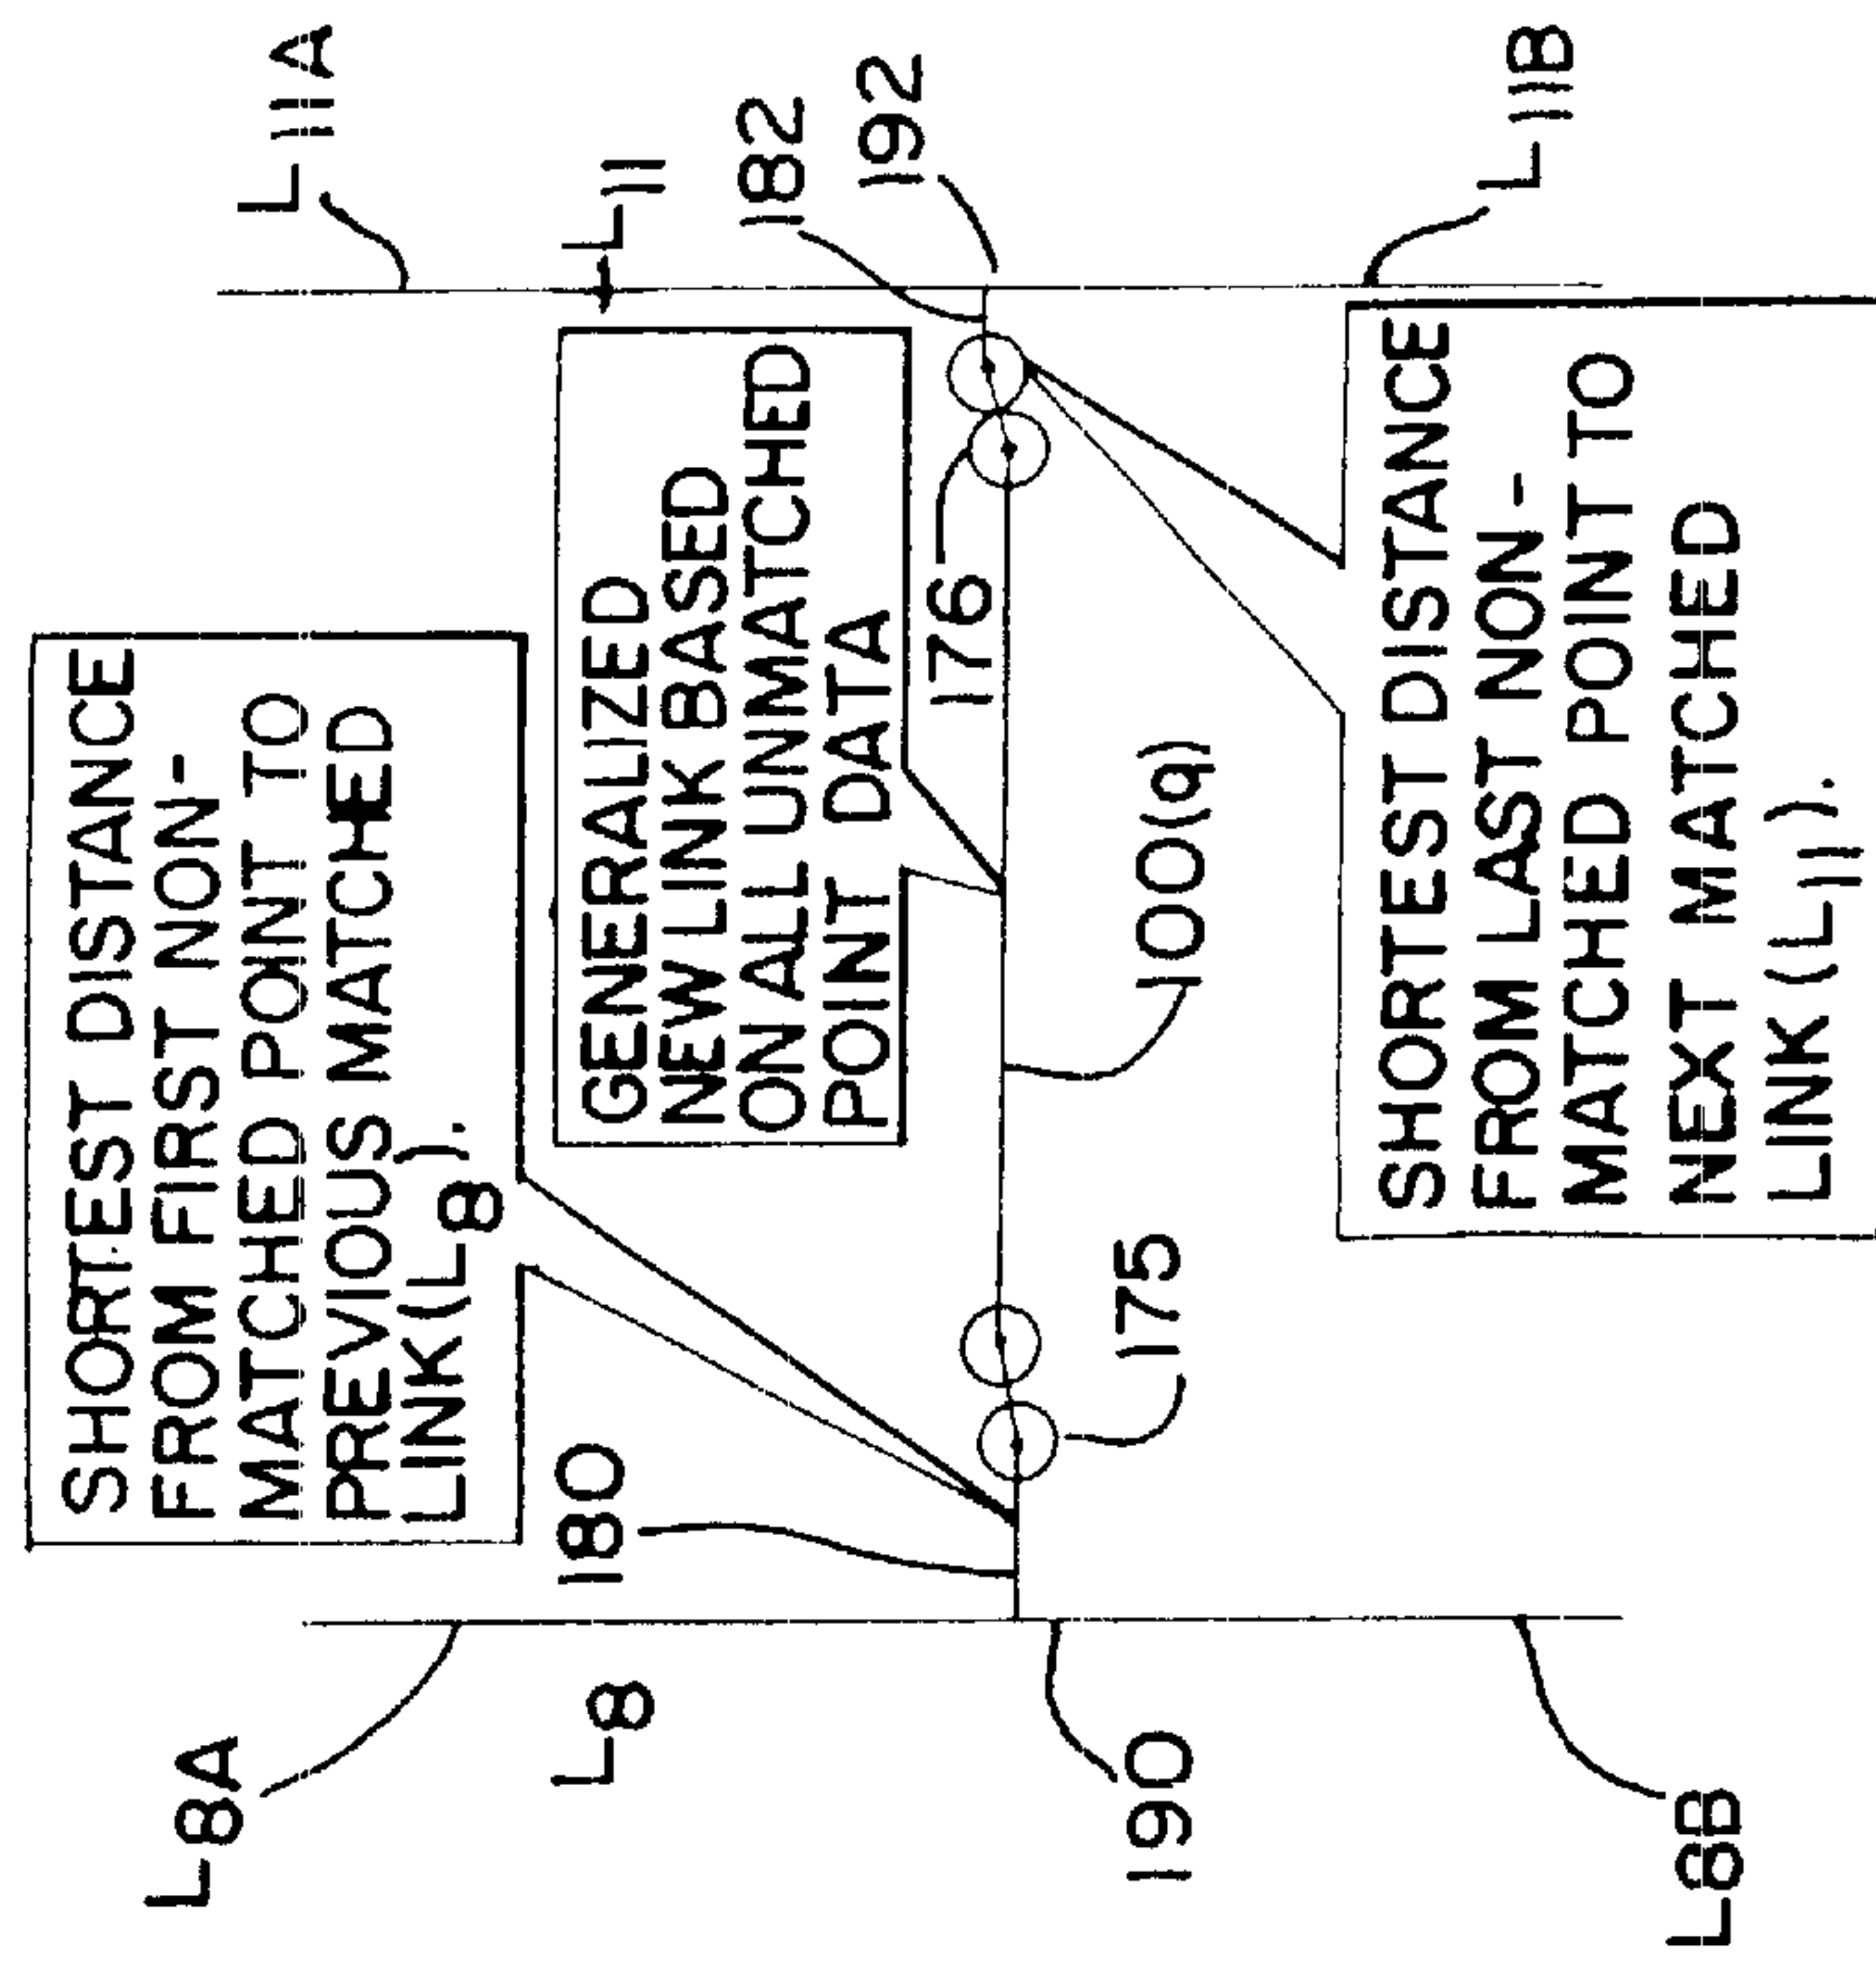 SHORTEST DISTANCE
FROM FIRST NON-
MATCHED POINT TO
PREVIOUS MATCHED
LINK (L8).
L11A
L11
GENERALIZED
NEW LINK BASED
ON ALL UNMATCHED
POINT DATA
182
192
L8A
L8
180
176
190
175
100(q)
L8B
L11B
SHORTEST DISTANCE
FROM LAST NON-
MATCHED POINT TO
NEXT MATCHED
LINK (L11).